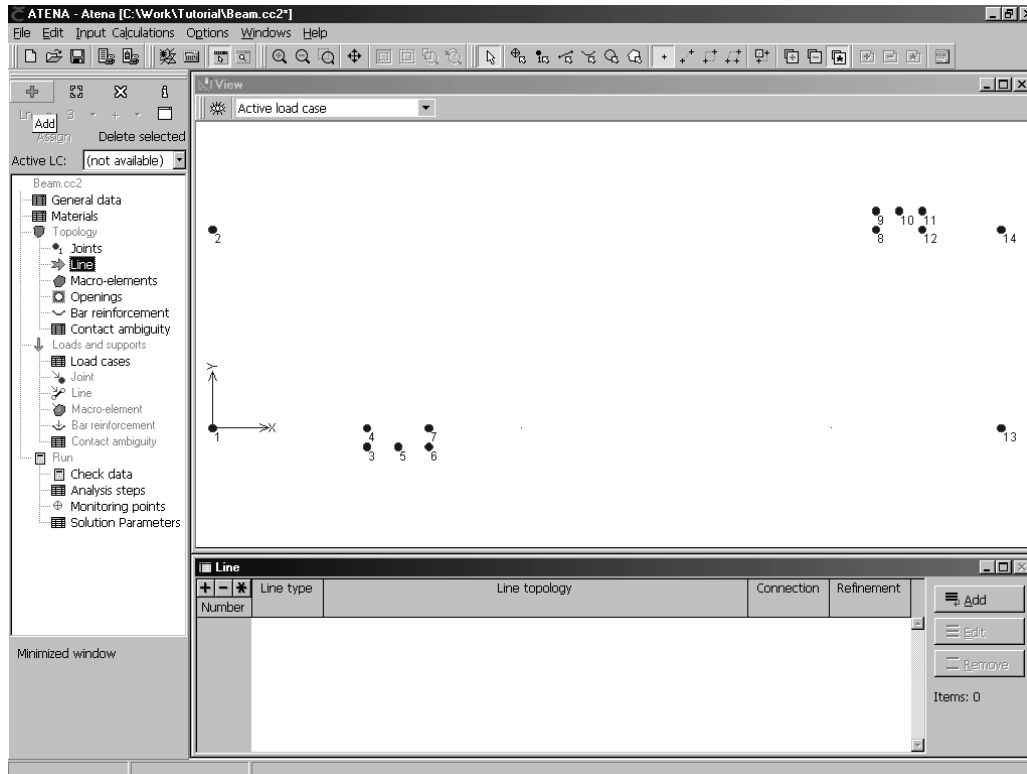 ATENA - Atena [C:\Work\Tutorial\Beam.cc2*]
File Edit Input Calculations Options Windows Help
View
Active load case
Ln 3 +
Add
Assign Delete selected
Active LC: (not available)
Beam.cc2
General data
Materials
Topology
Joints
Line
Macro-elements
Openings
Bar reinforcement
Contact ambiguity
Loads and supports
Load cases
Joint
Line
Macro-element
Bar reinforcement
Contact ambiguity
Run
Check data
Analysis steps
Monitoring points
Solution Parameters
Minimized window
9 10 11
2 8 12 14
Y
X
1 4 7 13
3 5 6
Line
Number Line type Line topology Connection Refinement
Add
Edit
Remove
Items: 0